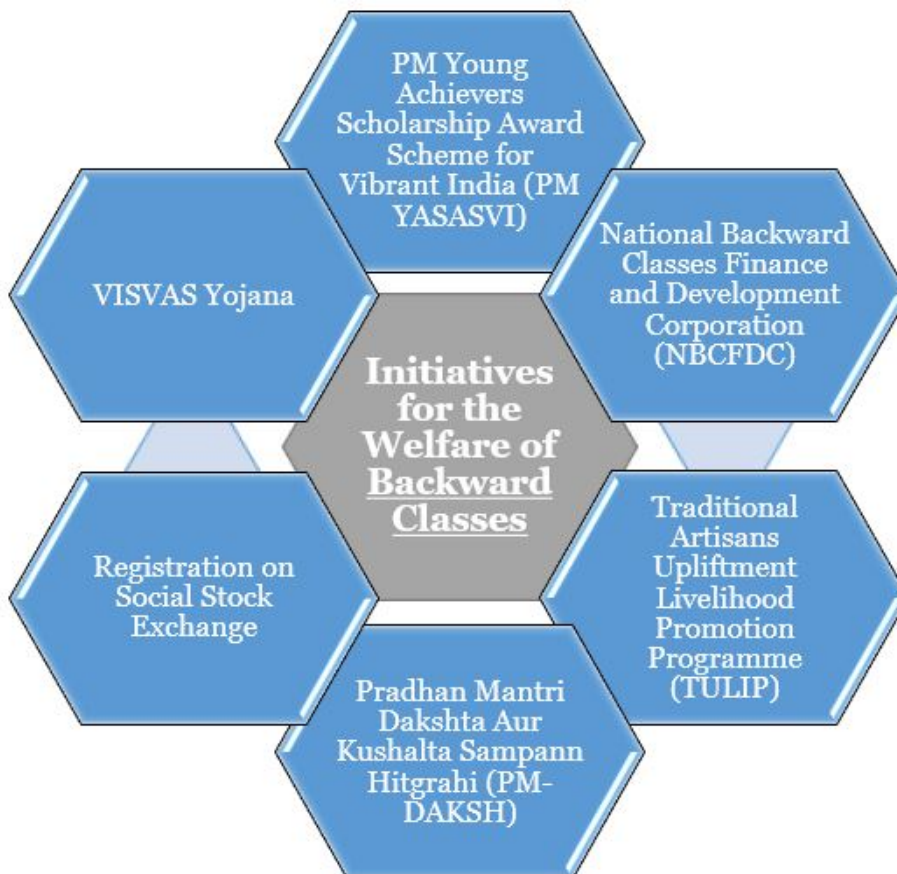 PM Young
Achievers
Scholarship Award
Scheme for
Vibrant India (PM
YASASVI)
National Backward
Classes Finance
and Development
Corporation
(NBCFDC)
VISVAS Yojana
Initiatives
for the
Welfare of
Backward
Classes
Traditional
Artisans
Upliftment
Livelihood
Promotion
Programme
(TULIP)
Registration on
Social Stock
Exchange
Pradhan Mantri
Dakshta Aur
Kushalta Sampann
Hitgrahi (PM-
DAKSH)